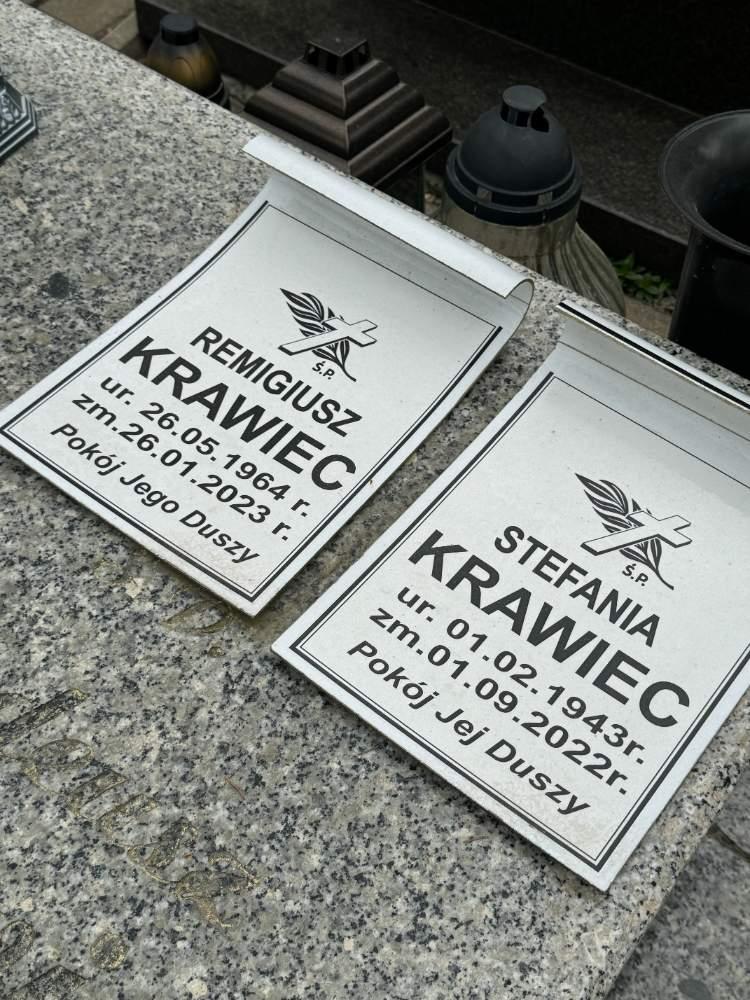 Ś.P.
REMIGIUSZ
KRAWIEC
ur. 26.05.1964 r.
zm.26.01.2023 r.
Pokój Jego Duszy
Ś.P.
STEFANIA
KRAWIEC
ur. 01.02.1943r.
zm.01.09.2022r.
Pokój Jej Duszy